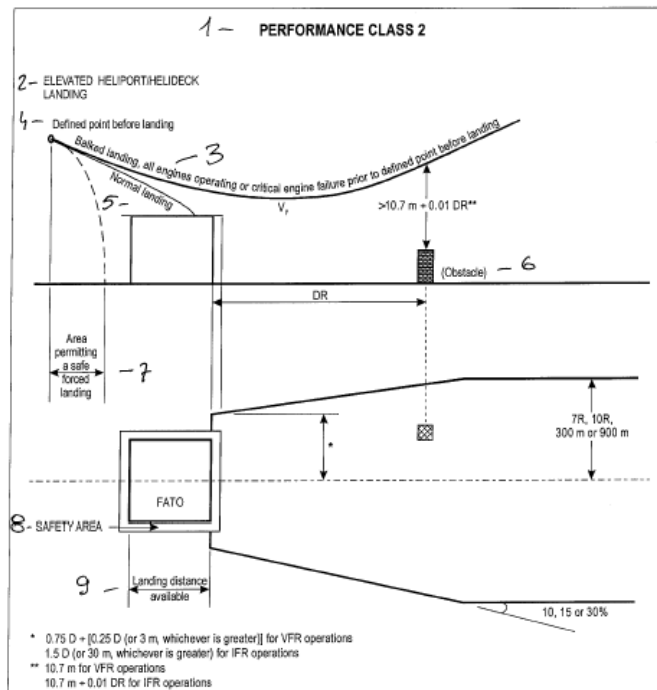 1 – PERFORMANCE CLASS 2
2 – ELEVATED HELIPORT/HELIDECK
LANDING
4 – Defined point before landing
Balked landing, all engines operating or critical engine failure prior to defined point before landing
– 3
Normal landing
5 –
Vy
>10.7 m + 0.01 DR**
(Obstacle) – 6
DR
Area
permitting
a safe
forced
landing
– 7
*
7R, 10R,
300 m or 900 m
FATO
8 – SAFETY AREA
9 –
Landing distance
available
10, 15 or 30%
* 0.75 D + [0.25 D (or 3 m, whichever is greater)] for VFR operations
1.5 D (or 30 m, whichever is greater) for IFR operations
** 10.7 m for VFR operations
10.7 m + 0.01 DR for IFR operations